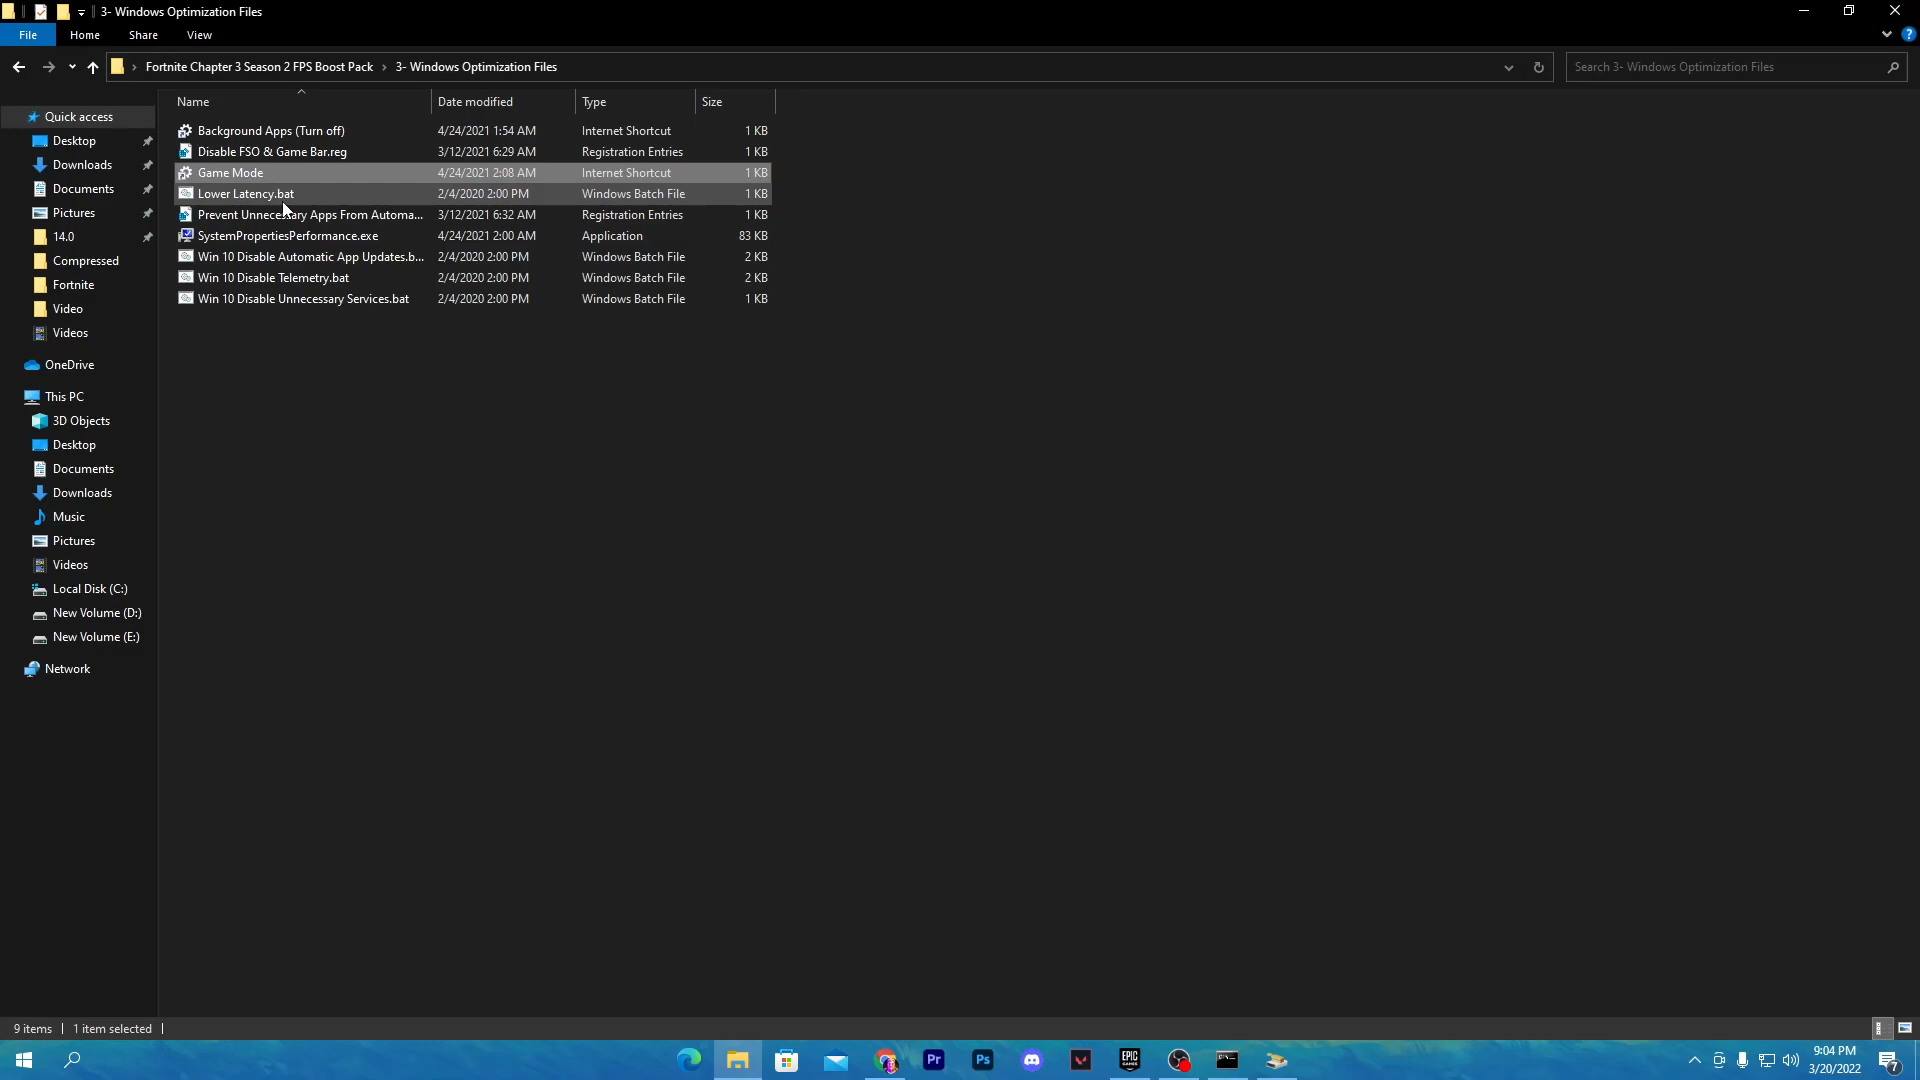 3- Windows Optimization Files
File Home Share View
Fortnite Chapter 3 Season 2 FPS Boost Pack > 3- Windows Optimization Files
Search 3- Windows Optimization Files
Name Date modified Type Size
Background Apps (Turn off) 4/24/2021 1:54 AM Internet Shortcut 1 KB
Disable FSO & Game Bar.reg 3/12/2021 6:29 AM Registration Entries 1 KB
Game Mode 4/24/2021 2:08 AM Internet Shortcut 1 KB
Lower Latency.bat 2/4/2020 2:00 PM Windows Batch File 1 KB
Prevent Unnecessary Apps From Automa... 3/12/2021 6:32 AM Registration Entries 1 KB
SystemPropertiesPerformance.exe 4/24/2021 2:00 AM Application 83 KB
Win 10 Disable Automatic App Updates.b... 2/4/2020 2:00 PM Windows Batch File 2 KB
Win 10 Disable Telemetry.bat 2/4/2020 2:00 PM Windows Batch File 2 KB
Win 10 Disable Unnecessary Services.bat 2/4/2020 2:00 PM Windows Batch File 1 KB
Quick access
Desktop
Downloads
Documents
Pictures
14.0
Compressed
Fortnite
Video
Videos
OneDrive
This PC
3D Objects
Desktop
Documents
Downloads
Music
Pictures
Videos
Local Disk (C:)
New Volume (D:)
New Volume (E:)
Network
9 items 1 item selected
Pr Ps EPIC GAMES
9:04 PM
3/20/2022
7